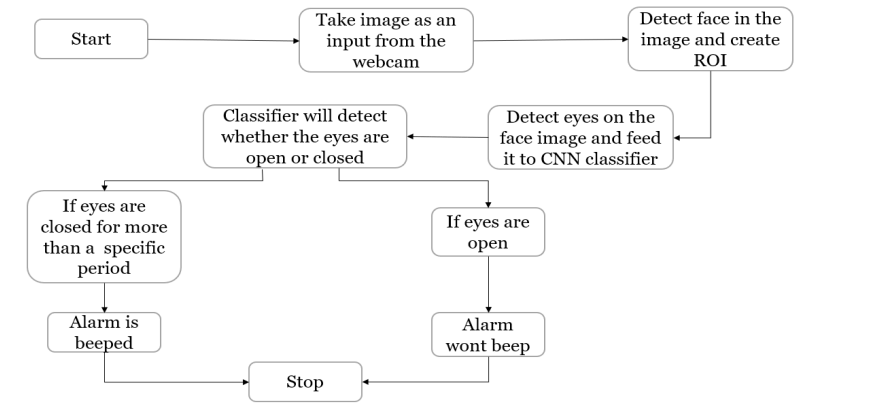 Start
Take image as an
input from the
webcam
Detect face in the
image and create
ROI
Detect eyes on the
face image and feed
it to CNN classifier
Classifier will detect
whether the eyes are
open or closed
If eyes are
closed for more
than a specific
period
If eyes are
open
Alarm is
beeped
Alarm
wont beep
Stop